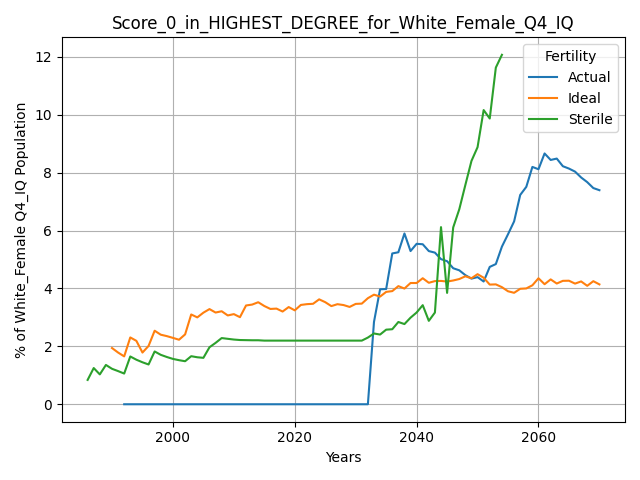 Score_0_in_HIGHEST_DEGREE_for_White_Female_Q4_IQ
% of White_Female Q4_IQ Population
12
10
8
6
4
2
0
Fertility
Actual
Ideal
Sterile
2000
2020
2040
2060
Years